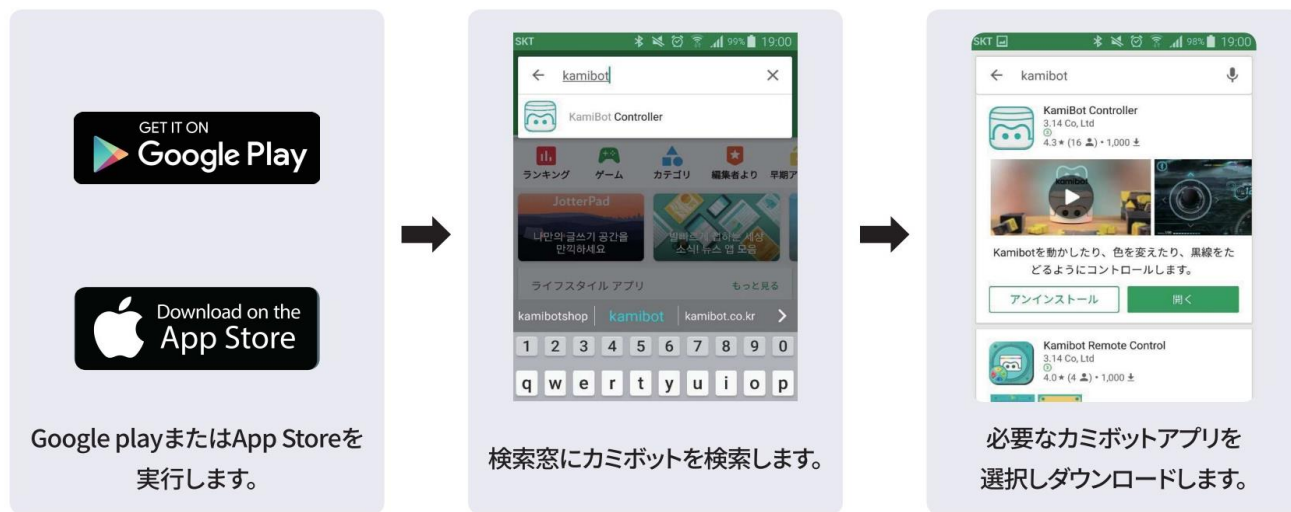 GET IT ON
Google Play
Download on the
App Store
Google playまたはApp Storeを
実行します。
SKT 99% 19:00
kamibot
KamiBot Controller
ランキング ゲーム カテゴリ 編集者より 早期ア
JotterPad
나만의 글쓰기 공간을
만끽하세요
소식! 뉴스 앱 모음
ライフスタイル アプリ もっと見る
kamibotshop kamibot kamibot.co.kr
1 2 3 4 5 6 7 8 9 0
q w e r t y u i o p
検索窓にカミボットを検索します。
SKT 98% 19:00
kamibot
KamiBot Controller
3.14 Co, Ltd
4.3★ (16) • 1,000
kamibot
Kamibotを動かしたり、色を変えたり、黒線をた
どるようにコントロールします。
アンインストール 開く
Kamibot Remote Control
3.14 Co, Ltd
4.0★ (4) • 1,000
必要なカミボットアプリを
選択しダウンロードします。